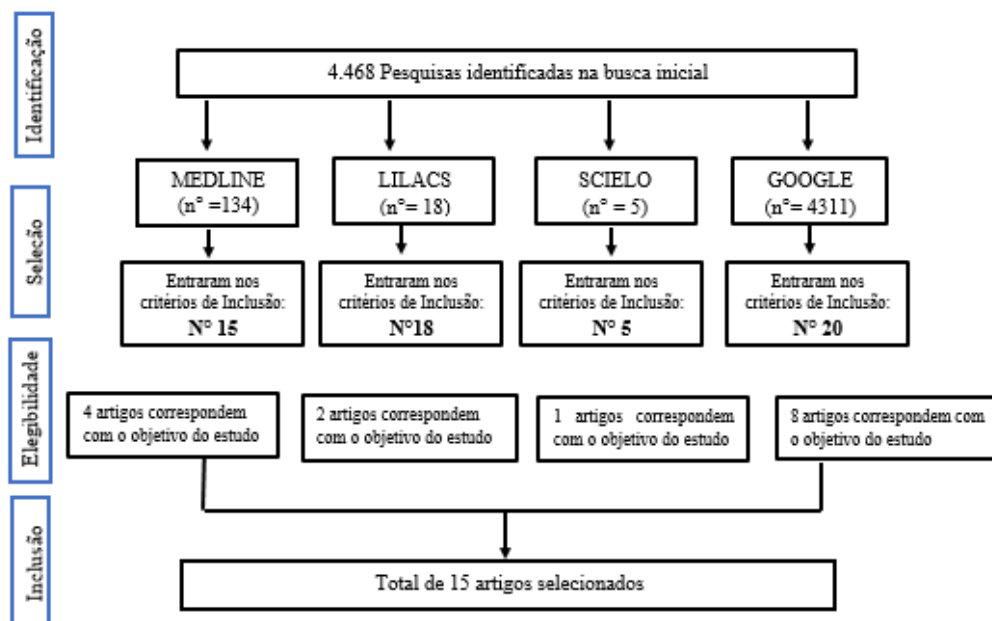 Identificação
4.468 Pesquisas identificadas na busca inicial
MEDLINE
(n° =134)
LILACS
(n°= 18)
SCIELO
(n° = 5)
GOOGLE
(n°= 4311)
Seleção
Entraram nos
critérios de Inclusão:
N° 15
Entraram nos
critérios de Inclusão:
N°18
Entraram nos
critérios de Inclusão:
N° 5
Entraram nos
critérios de Inclusão:
N° 20
Elegibilidade
4 artigos correspondem
com o objetivo do estudo
2 artigos correspondem
com o objetivo do estudo
1 artigos correspondem
com o objetivo do estudo
8 artigos correspondem com
o objetivo do estudo
Inclusão
Total de 15 artigos selecionados